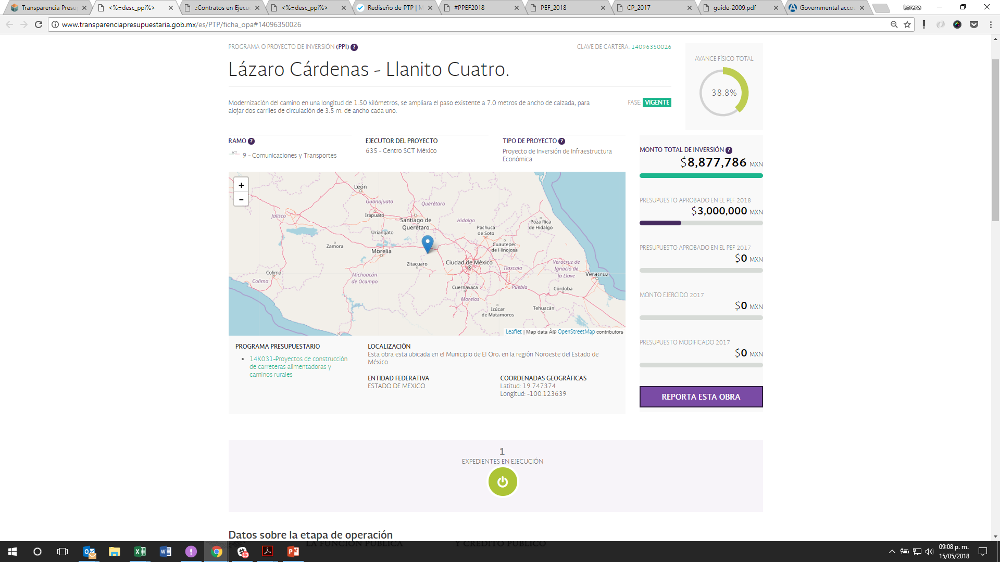 Transparencia Presu
<%=desc_ppi%>
.:Contratos en Ejecu
<%=desc_ppi%>
Rediseño de PTP | M
#PPEF2018
PEF_2018
CP_2017
guide-2009.pdf
Governmental acco
Lorena
www.transparenciapresupuestaria.gob.mx/es/PTP/ficha_opa#14096350026
PROGRAMA O PROYECTO DE INVERSIÓN (PPI) ?
CLAVE DE CARTERA: 14096350026
Lázaro Cárdenas - Llanito Cuatro.
AVANCE FÍSICO TOTAL
38.8%
Modernización del camino en una longitud de 1.50 kilómetros, se ampliara el paso existente a 7.0 metros de ancho de calzada, para
alojar dos carriles de circulación de 3.5 m. de ancho cada uno.
FASE: VIGENTE
RAMO ?
SCT 9 - Comunicaciones y Transportes
EJECUTOR DEL PROYECTO
635 - Centro SCT México
TIPO DE PROYECTO ?
Proyecto de Inversión de Infraestructura
Económica
MONTO TOTAL DE INVERSIÓN ?
$8,877,786 MXN
PRESUPUESTO APROBADO EN EL PEF 2018
$3,000,000 MXN
PRESUPUESTO APROBADO EN EL PEF 2017
$0 MXN
MONTO EJERCIDO 2017
$0 MXN
PRESUPUESTO MODIFICADO 2017
$0 MXN
REPORTA ESTA OBRA
+
-
León
Guanajuato
Querétaro
Jalisco
Irapuato
Santiago de
Querétaro
Hidalgo
Poza Rica
de Hidalgo
Pachuca
de Soto
Uriangato
Zamora
Morelia
Cuautepec
de Hinojosa
Zitacuaro
Ciudad de México
Tlaxcala
Veracruz de
Ignacio de
la Llave
Veracruz
Colima
Colima
Michoacán
de Ocampo
Cuernavaca
Puebla
Córdoba
Morelos
Izúcar
de Matamoros
Tehuacán
Leaflet | Map data Â© OpenStreetMap contributors
PROGRAMA PRESUPUESTARIO
14K031-Proyectos de construcción
de carreteras alimentadoras y
caminos rurales
LOCALIZACIÓN
Esta obra esta ubicada en el Municipio de El Oro, en la región Noroeste del Estado de
México
ENTIDAD FEDERATIVA
ESTADO DE MEXICO
COORDENADAS GEOGRÁFICAS
Latitud: 19.747374
Longitud: -100.123639
1
EXPEDIENTES EN EJECUCIÓN
Datos sobre la etapa de operación
LA FUNCIÓN PÚBLICA
Y CRÉDITO PÚBLICO
13
09:08 p. m.
15/05/2018